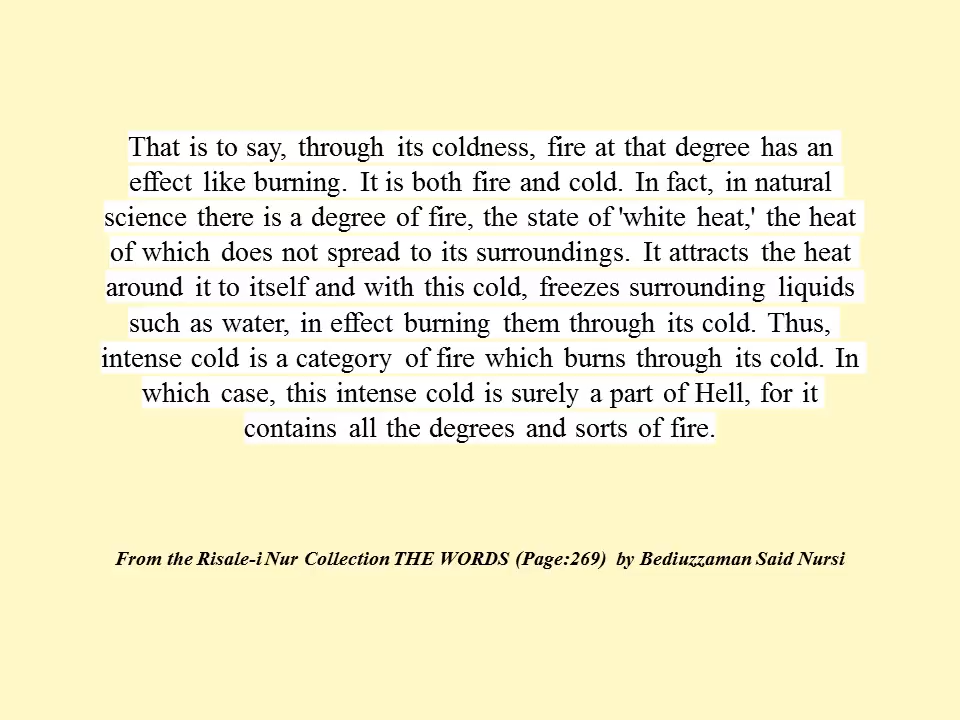 That is to say, through its coldness, fire at that degree has an
effect like burning. It is both fire and cold. In fact, in natural
science there is a degree of fire, the state of 'white heat,' the heat
of which does not spread to its surroundings. It attracts the heat
around it to itself and with this cold, freezes surrounding liquids
such as water, in effect burning them through its cold. Thus,
intense cold is a category of fire which burns through its cold. In
which case, this intense cold is surely a part of Hell, for it
contains all the degrees and sorts of fire.
From the Risale-i Nur Collection THE WORDS (Page:269) by Bediuzzaman Said Nursi